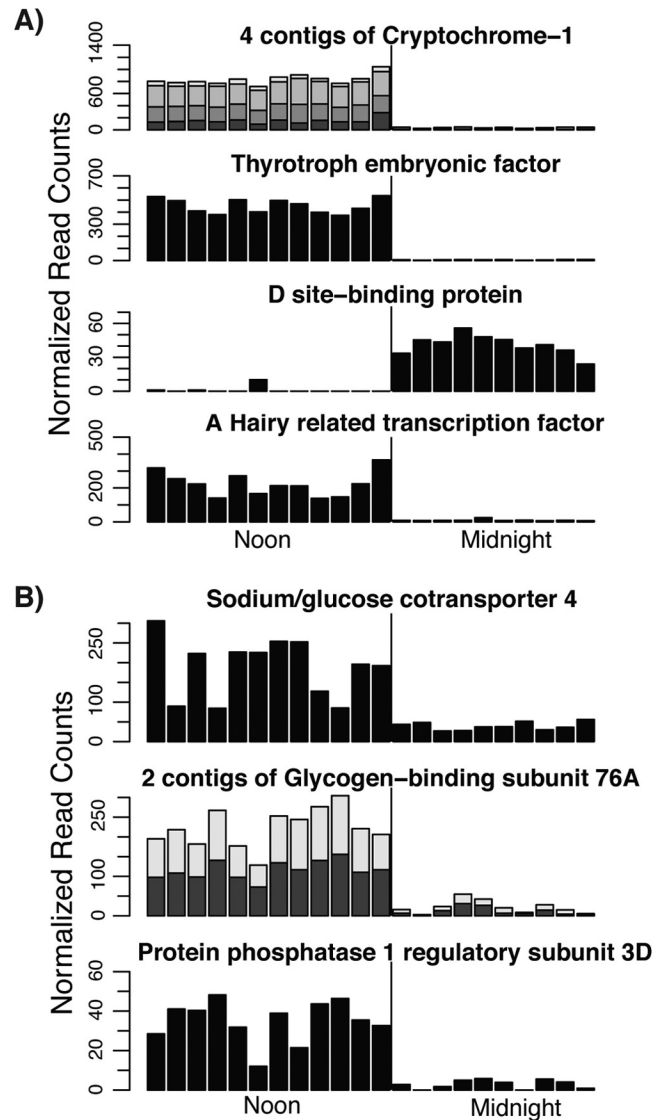 A)
4 contigs of Cryptochrome-1
1400
600
0
Thyrotroph embryonic factor
700
300
0
D site-binding protein
60
30
0
A Hairy related transcription factor
500
200
0
Normalized Read Counts
Noon Midnight
B)
Sodium/glucose cotransporter 4
250
100
0
2 contigs of Glycogen-binding subunit 76A
250
100
0
Protein phosphatase 1 regulatory subunit 3D
60
40
20
0
Normalized Read Counts
Noon Midnight